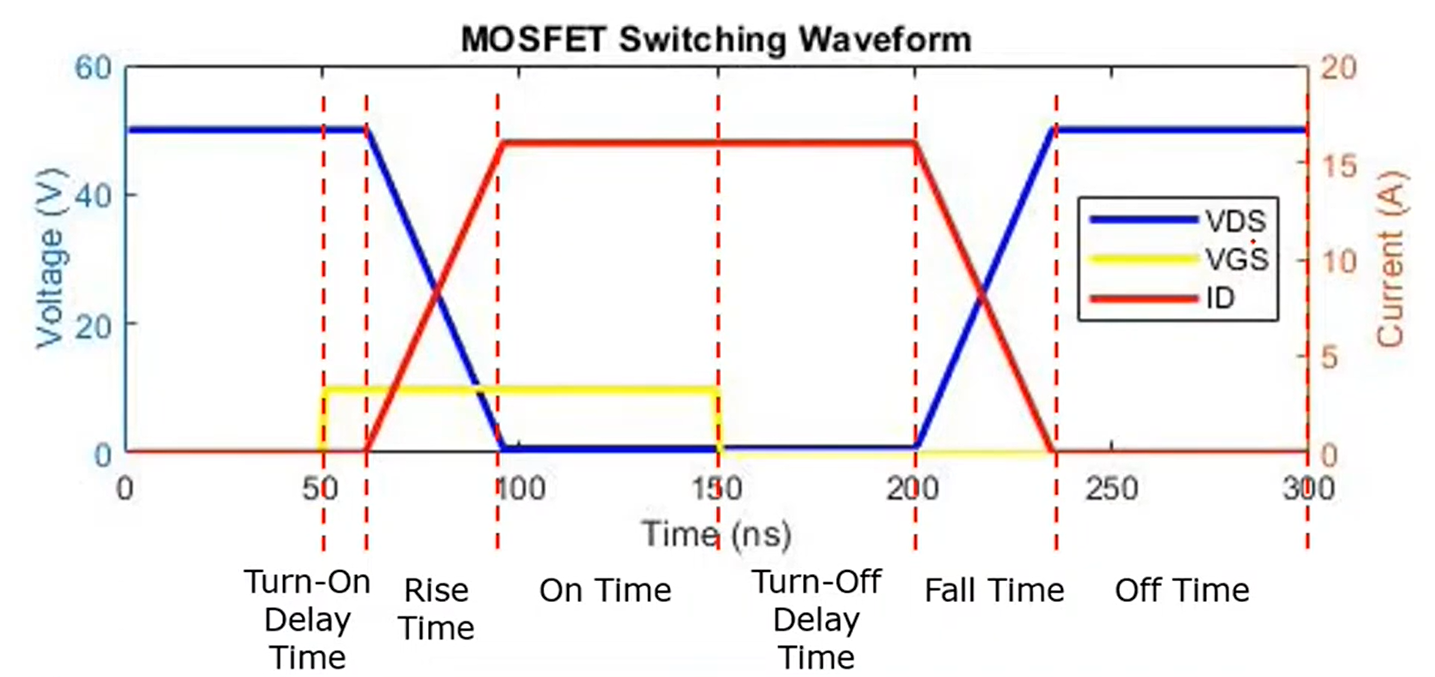 MOSFET Switching Waveform
60
40
20
0
Voltage (V)
20
15
10
5
0
Current (A)
VDS
VGS
ID
0 50 100 150 200 250 300
Time (ns)
Turn-On
Delay
Time
Rise
Time
On Time
Turn-Off
Delay
Time
Fall Time
Off Time